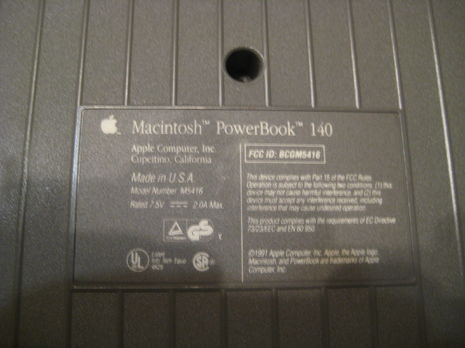 Macintosh™ PowerBook™ 140
Apple Computer, Inc.
Cupertino, California
Made in U.S.A.
Model Number M5416
Rated 7.5V ⎓ 2.0A Max.
FCC ID: BCGM5416
This device complies with Part 15 of the FCC Rules.
Operation is subject to the following two conditions: (1) this
device may not cause harmful interference, and (2) this
device must accept any interference received, including
interference that may cause undesired operation.
This product complies with the requirements of EC Directive
73/23/EEC and EN 60 950.
©1991 Apple Computer, Inc. Apple, the Apple logo,
Macintosh, and PowerBook are trademarks of Apple
Computer, Inc.
GS
UL
Listed
SA